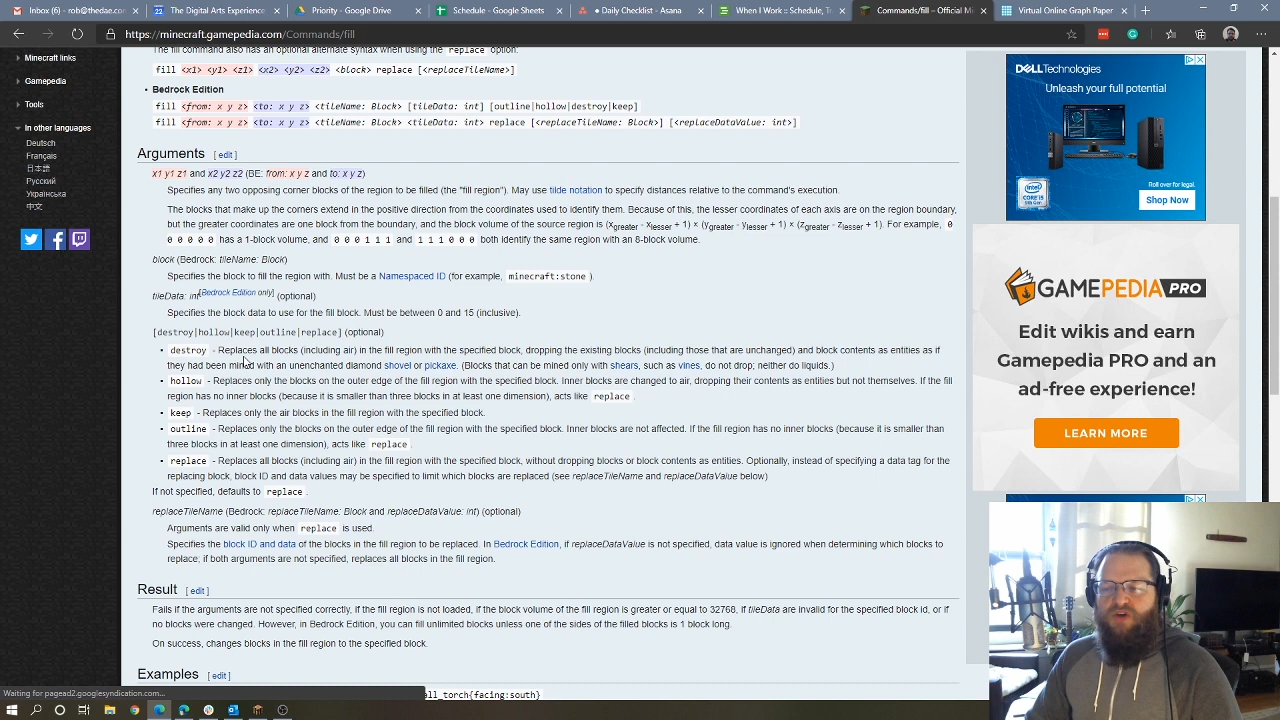 rob@thedae.com
The Digital Arts Experience
Priority - Google Drive
Schedule - Google Sheets
• Daily Checklist - Asana
When I Work :: Schedule, Tr
Commands/fill – Official Mi
Virtual Online Gaming Paper
https://minecraft.gamepedia.com/Commands/fill
Minecraft links
Gamepedia
Tools
In other languages
Deutsch
Français
日本語
Русский
Українська
中文
The fill command also has an optional alternate syntax when using the replace option:
fill <x1> <y1> <z1> <x2> <y2> <z2> <block> replace [<replaceTileName>]
• Bedrock Edition
fill <from: x y z> <to: x y z> <tileName: Block> [tileData: int] [outline|hollow|destroy|keep]
fill <from: x y z> <to: x y z> <tileName: Block> <tileData: int> replace [<replaceTileName: Block>] [<replaceDataValue: int>]
Arguments [ edit ]
x1 y1 z1 and x2 y2 z2 (BE: from: x y z and to: x y z)
Specifies any two opposing corner blocks of the region to be filled (the "fill region"). May use tilde notation to specify distances relative to the command's execution.
The blocks that make up the corners extend in the positive direction from the coordinates used to identify them. Because of this, the lesser coordinates of each axis are on the region boundary,
but the greater coordinates are one block from the boundary, and the block volume of the source region is (xgreater - xlesser + 1) × (ygreater - ylesser + 1) × (zgreater - zlesser + 1). For example, 0
0 0 0 0 0 has a 1-block volume, and 0 0 0 1 1 1 and 1 1 1 0 0 0 both identify the same region with an 8-block volume.
block (Bedrock: tileName: Block)
Specifies the block to fill the region with. Must be a Namespaced ID (for example, minecraft:stone ).
tileData: int[Bedrock Edition only] (optional)
Specifies the block data to use for the fill block. Must be between 0 and 15 (inclusive).
[destroy|hollow|keep|outline|replace] (optional)
• destroy - Replaces all blocks (including air) in the fill region with the specified block, dropping the existing blocks (including those that are unchanged) and block contents as entities as if
they had been mined with an unenchanted diamond shovel or pickaxe. (Blocks that can be mined only with shears, such as vines, do not drop; neither do liquids.)
• hollow - Replaces only the blocks on the outer edge of the fill region with the specified block. Inner blocks are changed to air, dropping their contents as entities but not themselves. If the fill
region has no inner blocks (because it is smaller than three blocks in at least one dimension), acts like replace .
• keep - Replaces only the air blocks in the fill region with the specified block.
• outline - Replaces only the blocks on the outer edge of the fill region with the specified block. Inner blocks are not affected. If the fill region has no inner blocks (because it is smaller than
three blocks in at least one dimension), acts like replace .
• replace - Replaces all blocks (including air) in the fill region with the specified block, without dropping blocks or block contents as entities. Optionally, instead of specifying a data tag for the
replacing block, block ID and data values may be specified to limit which blocks are replaced (see replaceTileName and replaceDataValue below)
If not specified, defaults to replace .
replaceTileName (Bedrock: replaceTileName: Block and replaceDataValue: int) (optional)
Arguments are valid only when replace is used.
Specifies the block ID and data of the blocks in the fill region to be replaced. In Bedrock Edition, if replaceDataValue is not specified, data value is ignored when determining which blocks to
replace; if both arguments are not specified, replaces all blocks in the fill region.
Result [ edit ]
Fails if the arguments are not specified correctly, if the fill region is not loaded, if the block volume of the fill region is greater or equal to 32768, if tileData are invalid for the specified block id, or if
no blocks were changed. However, in Bedrock Edition, you can fill unlimited blocks unless one of the sides of the filled blocks is 1 block long.
On success, changes blocks in the fill region to the specified block.
Examples [ edit ]
all_torch{facing:south}
Waiting for pagead2.googlesyndication.com...
DELLTechnologies
Unleash your full potential
intel
CORE i5
Roll over for legal.
Shop Now
GAMEPEDIA PRO
Edit wikis and earn
Gamepedia PRO and an
ad-free experience!
LEARN MORE